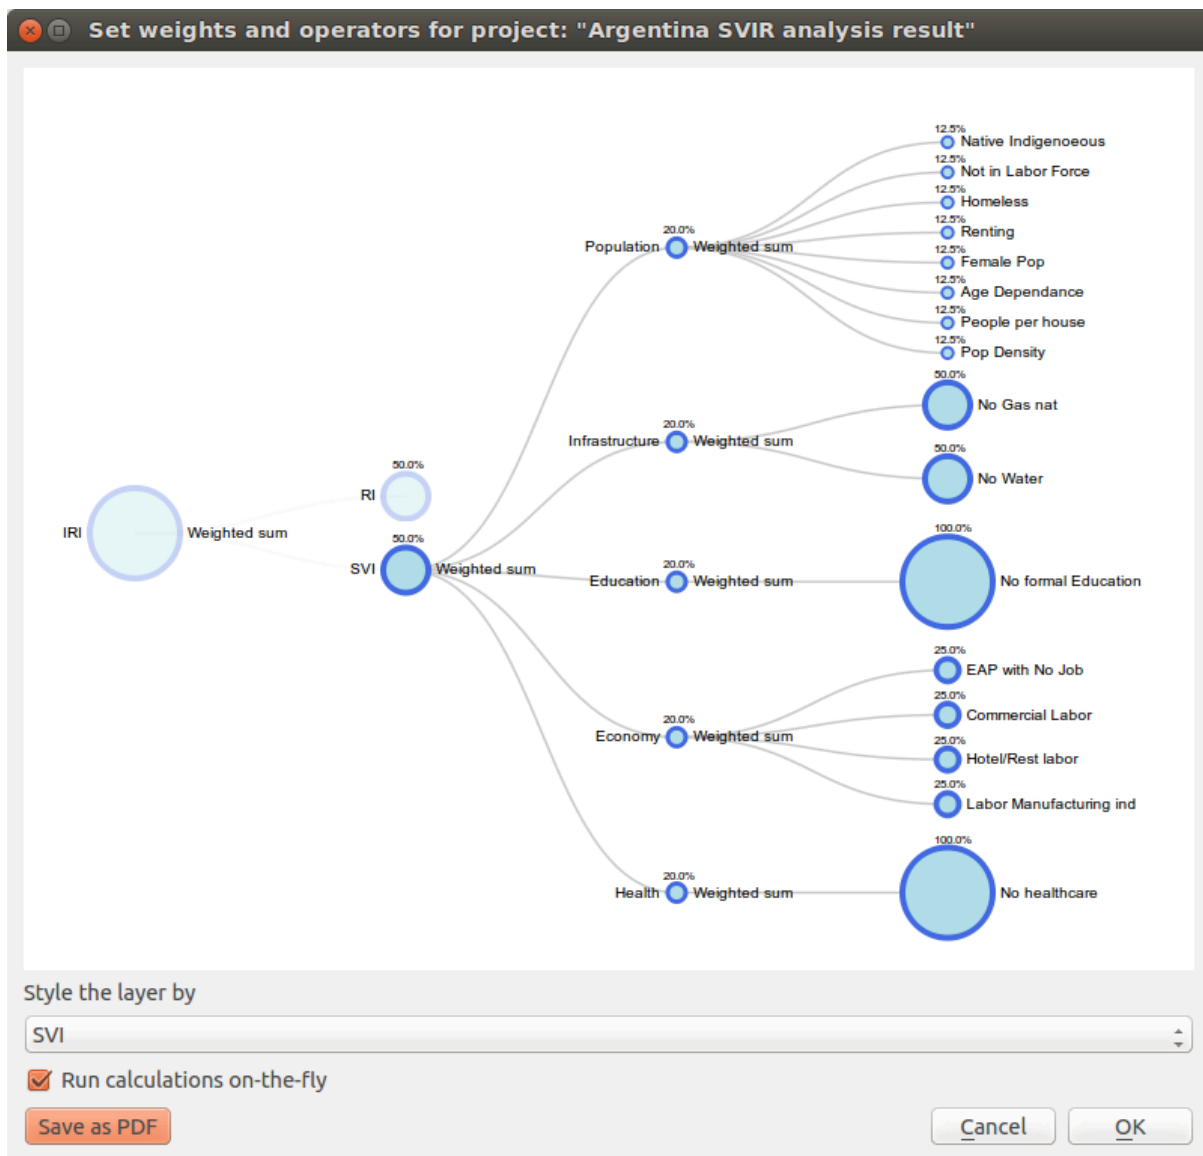 Set weights and operators for project: "Argentina SVIR analysis result"
12.5%
Native Indigenoeous
12.5%
Not in Labor Force
12.5%
Homeless
12.5%
Renting
12.5%
Female Pop
12.5%
Age Dependance
12.5%
People per house
12.5%
Pop Density
20.0%
Population Weighted sum
50.0%
No Gas nat
20.0%
Infrastructure Weighted sum
50.0%
No Water
50.0%
RI
IRI Weighted sum
50.0%
SVI Weighted sum
100.0%
No formal Education
20.0%
Education Weighted sum
25.0%
EAP with No Job
25.0%
Commercial Labor
20.0%
Economy Weighted sum
25.0%
Hotel/Rest labor
25.0%
Labor Manufacturing ind
100.0%
No healthcare
20.0%
Health Weighted sum
Style the layer by
SVI
Run calculations on-the-fly
Save as PDF Cancel OK